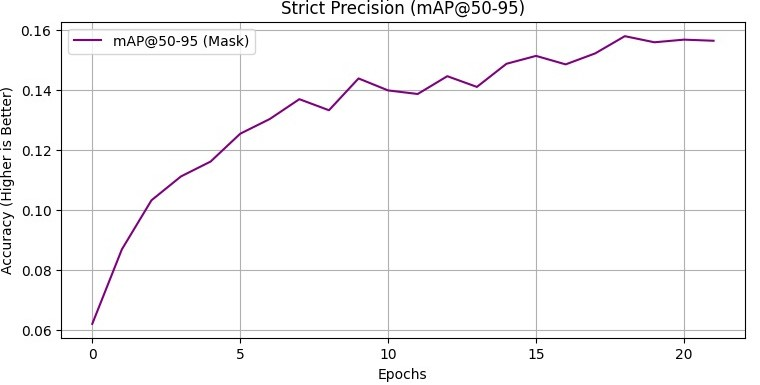 Strict Precision (mAP@50-95)
mAP@50-95 (Mask)
Accuracy (Higher is Better)
0.16
0.14
0.12
0.10
0.08
0.06
0
5
10
15
20
Epochs